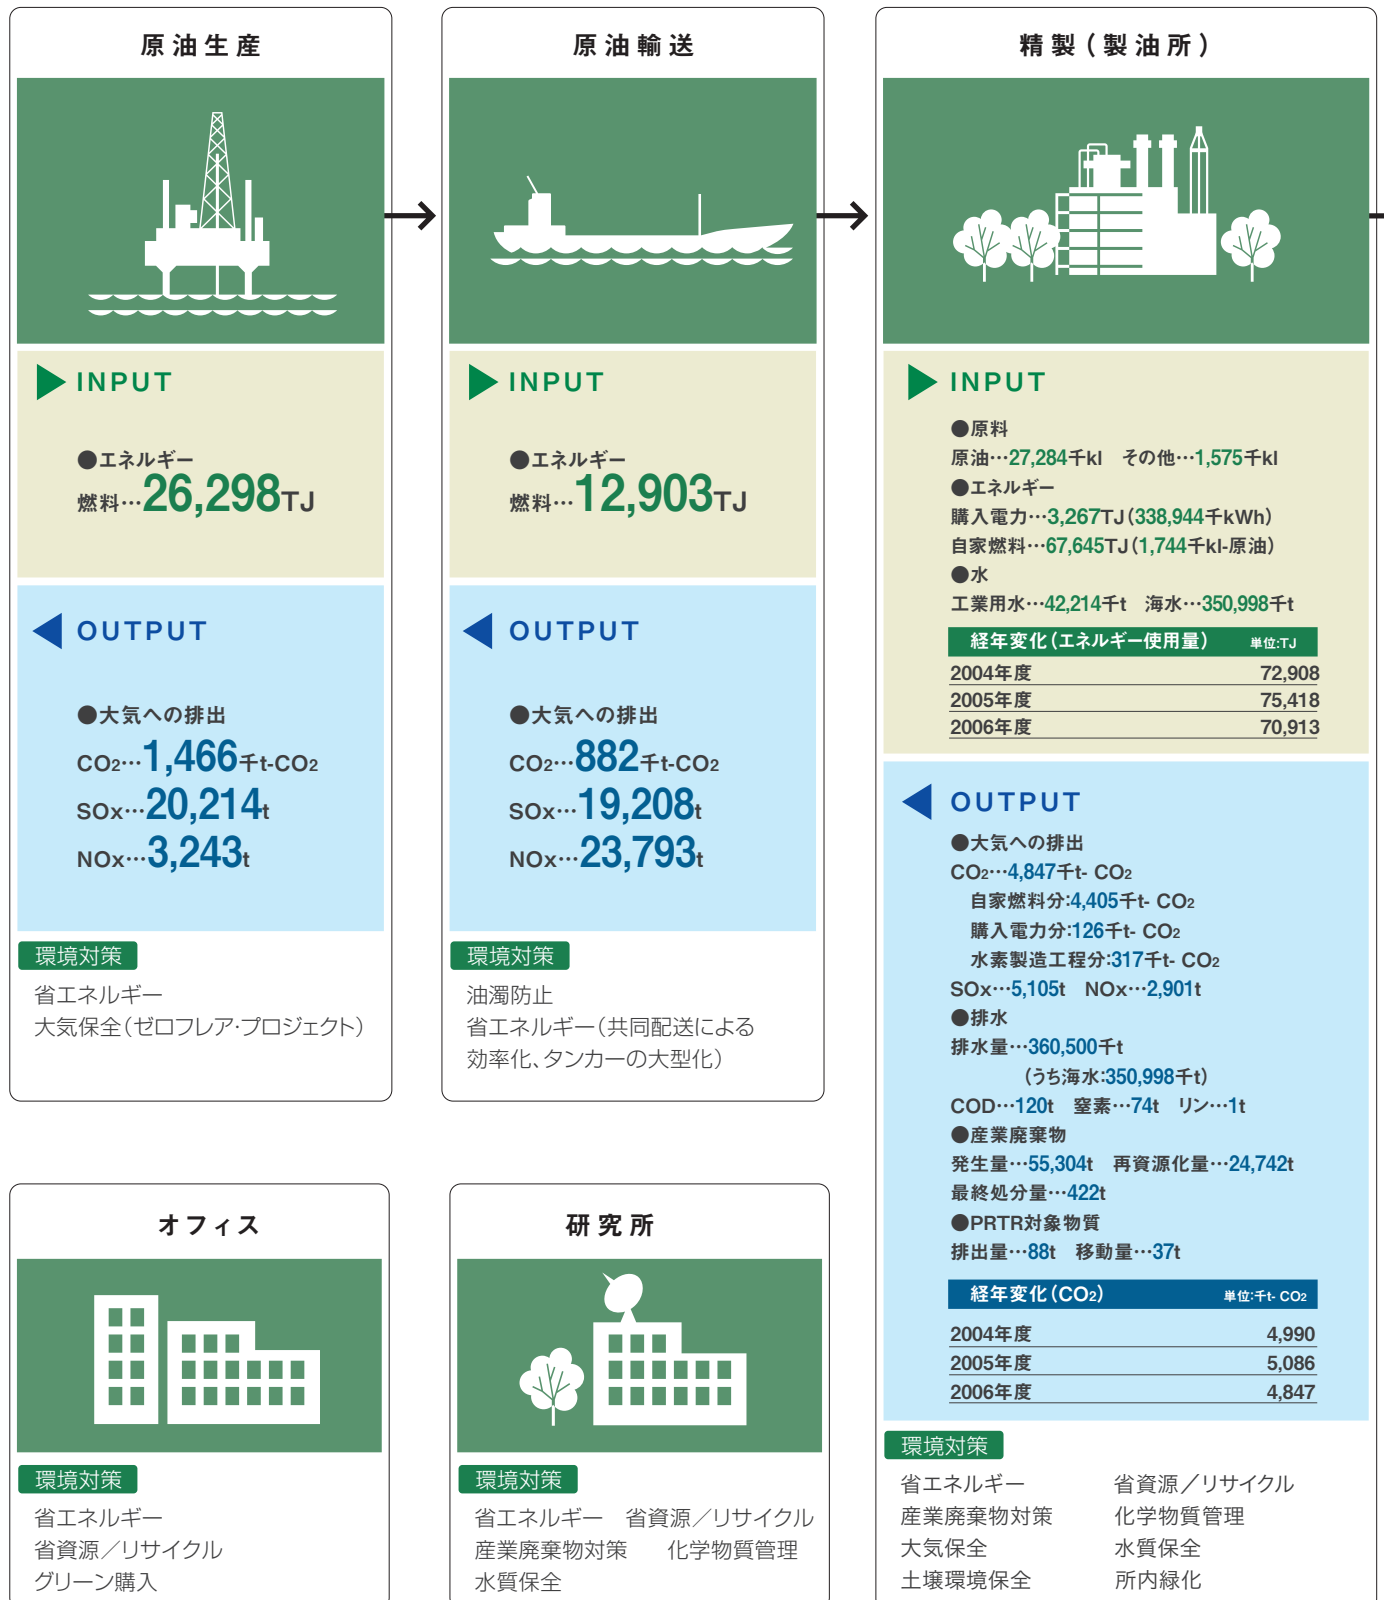 原油生産
INPUT
●エネルギー
燃料…26,298TJ
OUTPUT
●大気への排出
CO2…1,466千t-CO2
SOx…20,214t
NOx…3,243t
環境対策
省エネルギー
大気保全(ゼロフレア・プロジェクト)
原油輸送
INPUT
●エネルギー
燃料…12,903TJ
OUTPUT
●大気への排出
CO2…882千t-CO2
SOx…19,208t
NOx…23,793t
環境対策
油濁防止
省エネルギー(共同配送による
効率化、タンカーの大型化)
精製(製油所)
INPUT
●原料
原油…27,284千kl その他…1,575千kl
●エネルギー
購入電力…3,267TJ(338,944千kWh)
自家燃料…67,645TJ(1,744千kl-原油)
●水
工業用水…42,214千t 海水…350,998千t
経年変化(エネルギー使用量) 単位:TJ
2004年度 72,908
2005年度 75,418
2006年度 70,913
OUTPUT
●大気への排出
CO2…4,847千t- CO2
自家燃料分:4,405千t- CO2
購入電力分:126千t- CO2
水素製造工程分:317千t- CO2
SOx…5,105t NOx…2,901t
●排水
排水量…360,500千t
(うち海水:350,998千t)
COD…120t 窒素…74t リン…1t
●産業廃棄物
発生量…55,304t 再資源化量…24,742t
最終処分量…422t
●PRTR対象物質
排出量…88t 移動量…37t
経年変化(CO2) 単位:千t- CO2
2004年度 4,990
2005年度 5,086
2006年度 4,847
環境対策
省エネルギー 省資源/リサイクル
産業廃棄物対策 化学物質管理
大気保全 水質保全
土壌環境保全 所内緑化
オフィス
環境対策
省エネルギー
省資源/リサイクル
グリーン購入
研究所
環境対策
省エネルギー 省資源/リサイクル
産業廃棄物対策 化学物質管理
水質保全